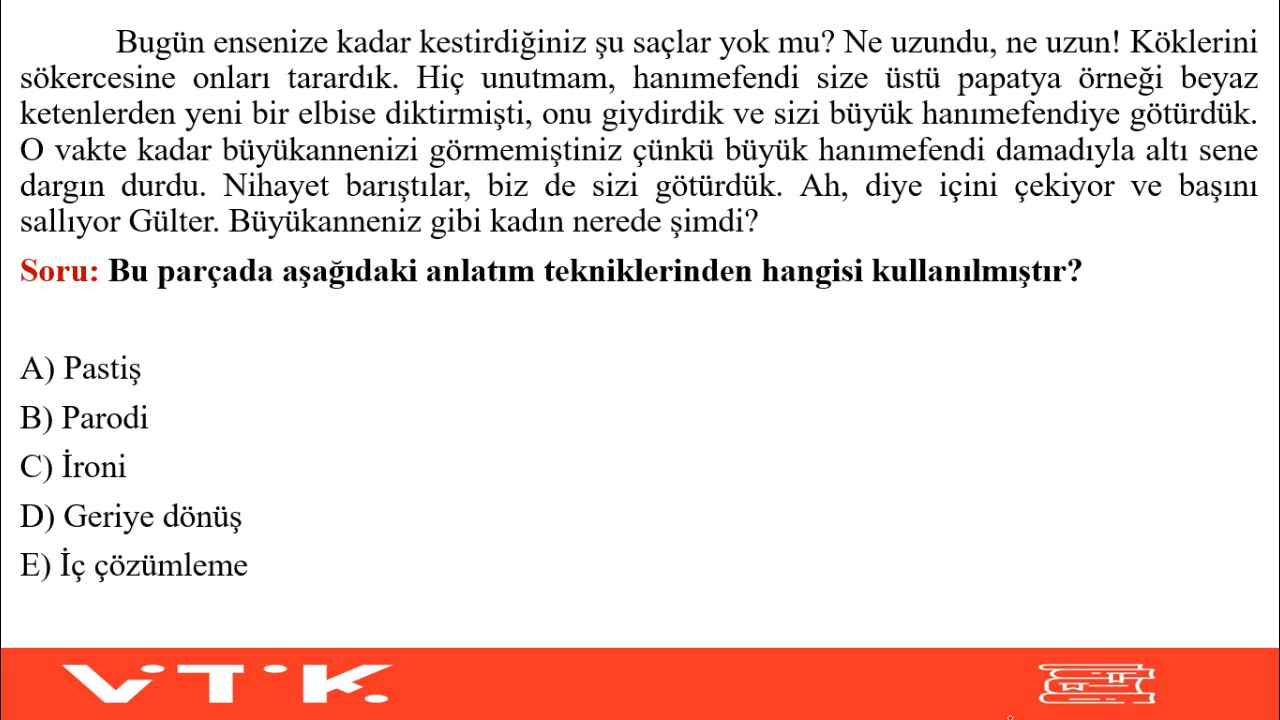 Bugün ensenize kadar kestirdiğiniz şu saçlar yok mu? Ne uzundu, ne uzun! Köklerini
sökercesine onları tarardık. Hiç unutmam, hanımefendi size üstü papatya örneği beyaz
ketenlerden yeni bir elbise diktirmişti, onu giydirdik ve sizi büyük hanımefendiye götürdük.
O vakte kadar büyükannenizi görmemiştiniz çünkü büyük hanımefendi damadıyla altı sene
dargın durdu. Nihayet barıştılar, biz de sizi götürdük. Ah, diye içini çekiyor ve başını
sallıyor Gülter. Büyükanneniz gibi kadın nerede şimdi?
Soru: Bu parçada aşağıdaki anlatım tekniklerinden hangisi kullanılmıştır?
A) Pastiş
B) Parodi
C) İroni
D) Geriye dönüş
E) İç çözümleme
VTK